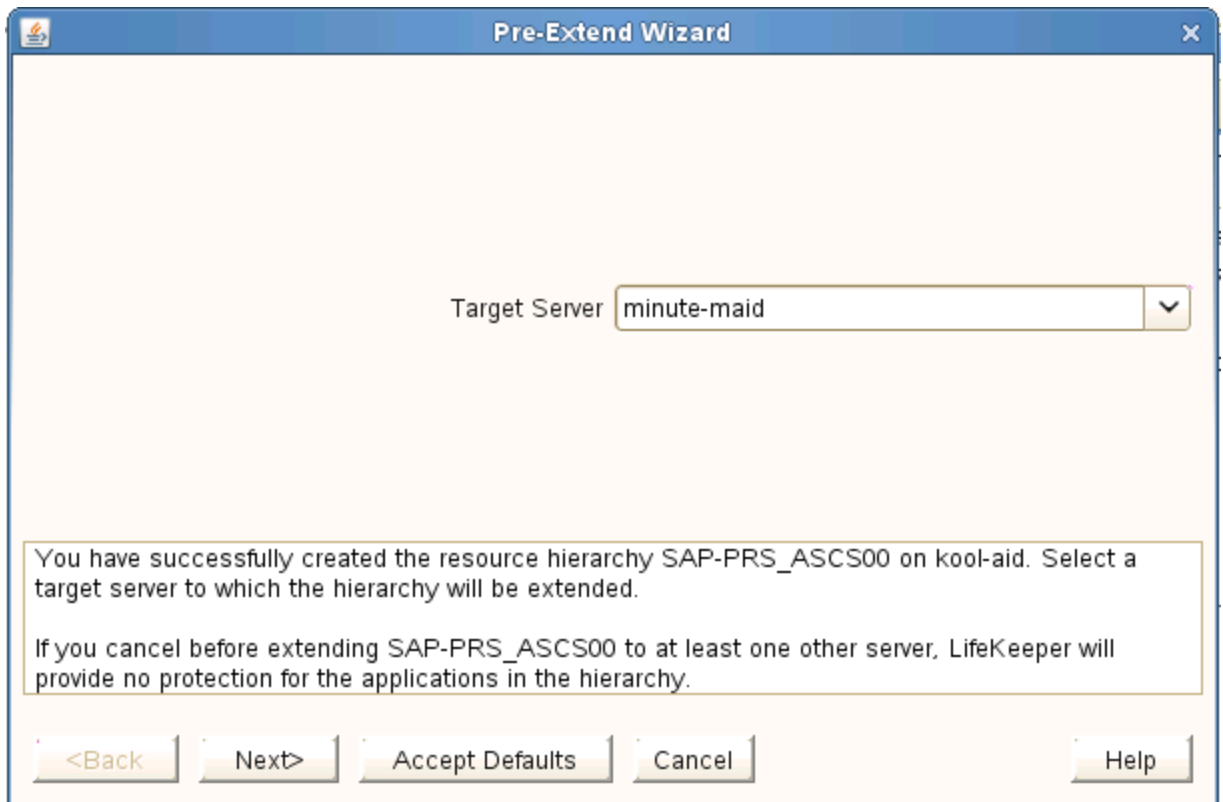 Pre-Extend Wizard
Target Server minute-maid
You have successfully created the resource hierarchy SAP-PRS_ASCS00 on kool-aid. Select a
target server to which the hierarchy will be extended.
If you cancel before extending SAP-PRS_ASCS00 to at least one other server, LifeKeeper will
provide no protection for the applications in the hierarchy.
<Back Next> Accept Defaults Cancel Help